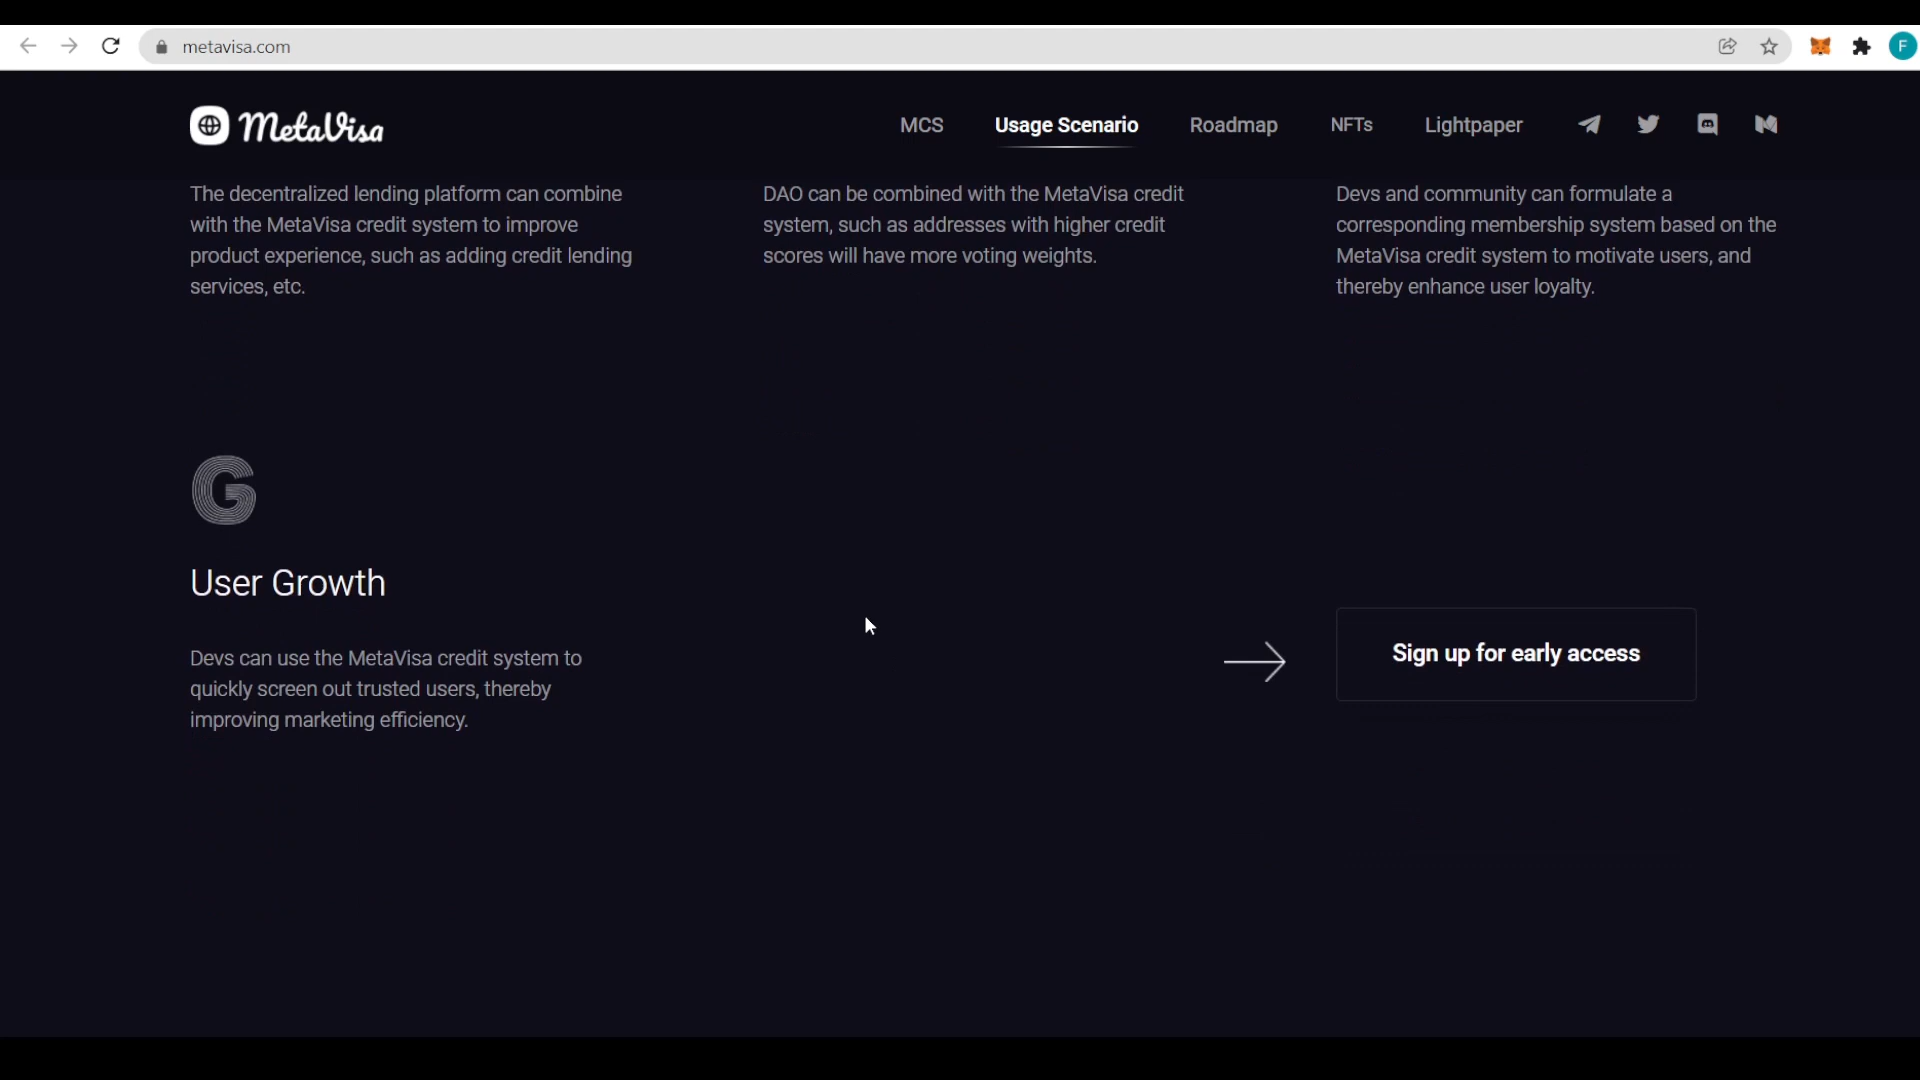 metavisa.com
F
MetaVisa
MCS
Usage Scenario
Roadmap
NFTs
Lightpaper
The decentralized lending platform can combine
with the MetaVisa credit system to improve
product experience, such as adding credit lending
services, etc.
DAO can be combined with the MetaVisa credit
system, such as addresses with higher credit
scores will have more voting weights.
Devs and community can formulate a
corresponding membership system based on the
MetaVisa credit system to motivate users, and
thereby enhance user loyalty.
G
User Growth
Devs can use the MetaVisa credit system to
quickly screen out trusted users, thereby
improving marketing efficiency.
Sign up for early access